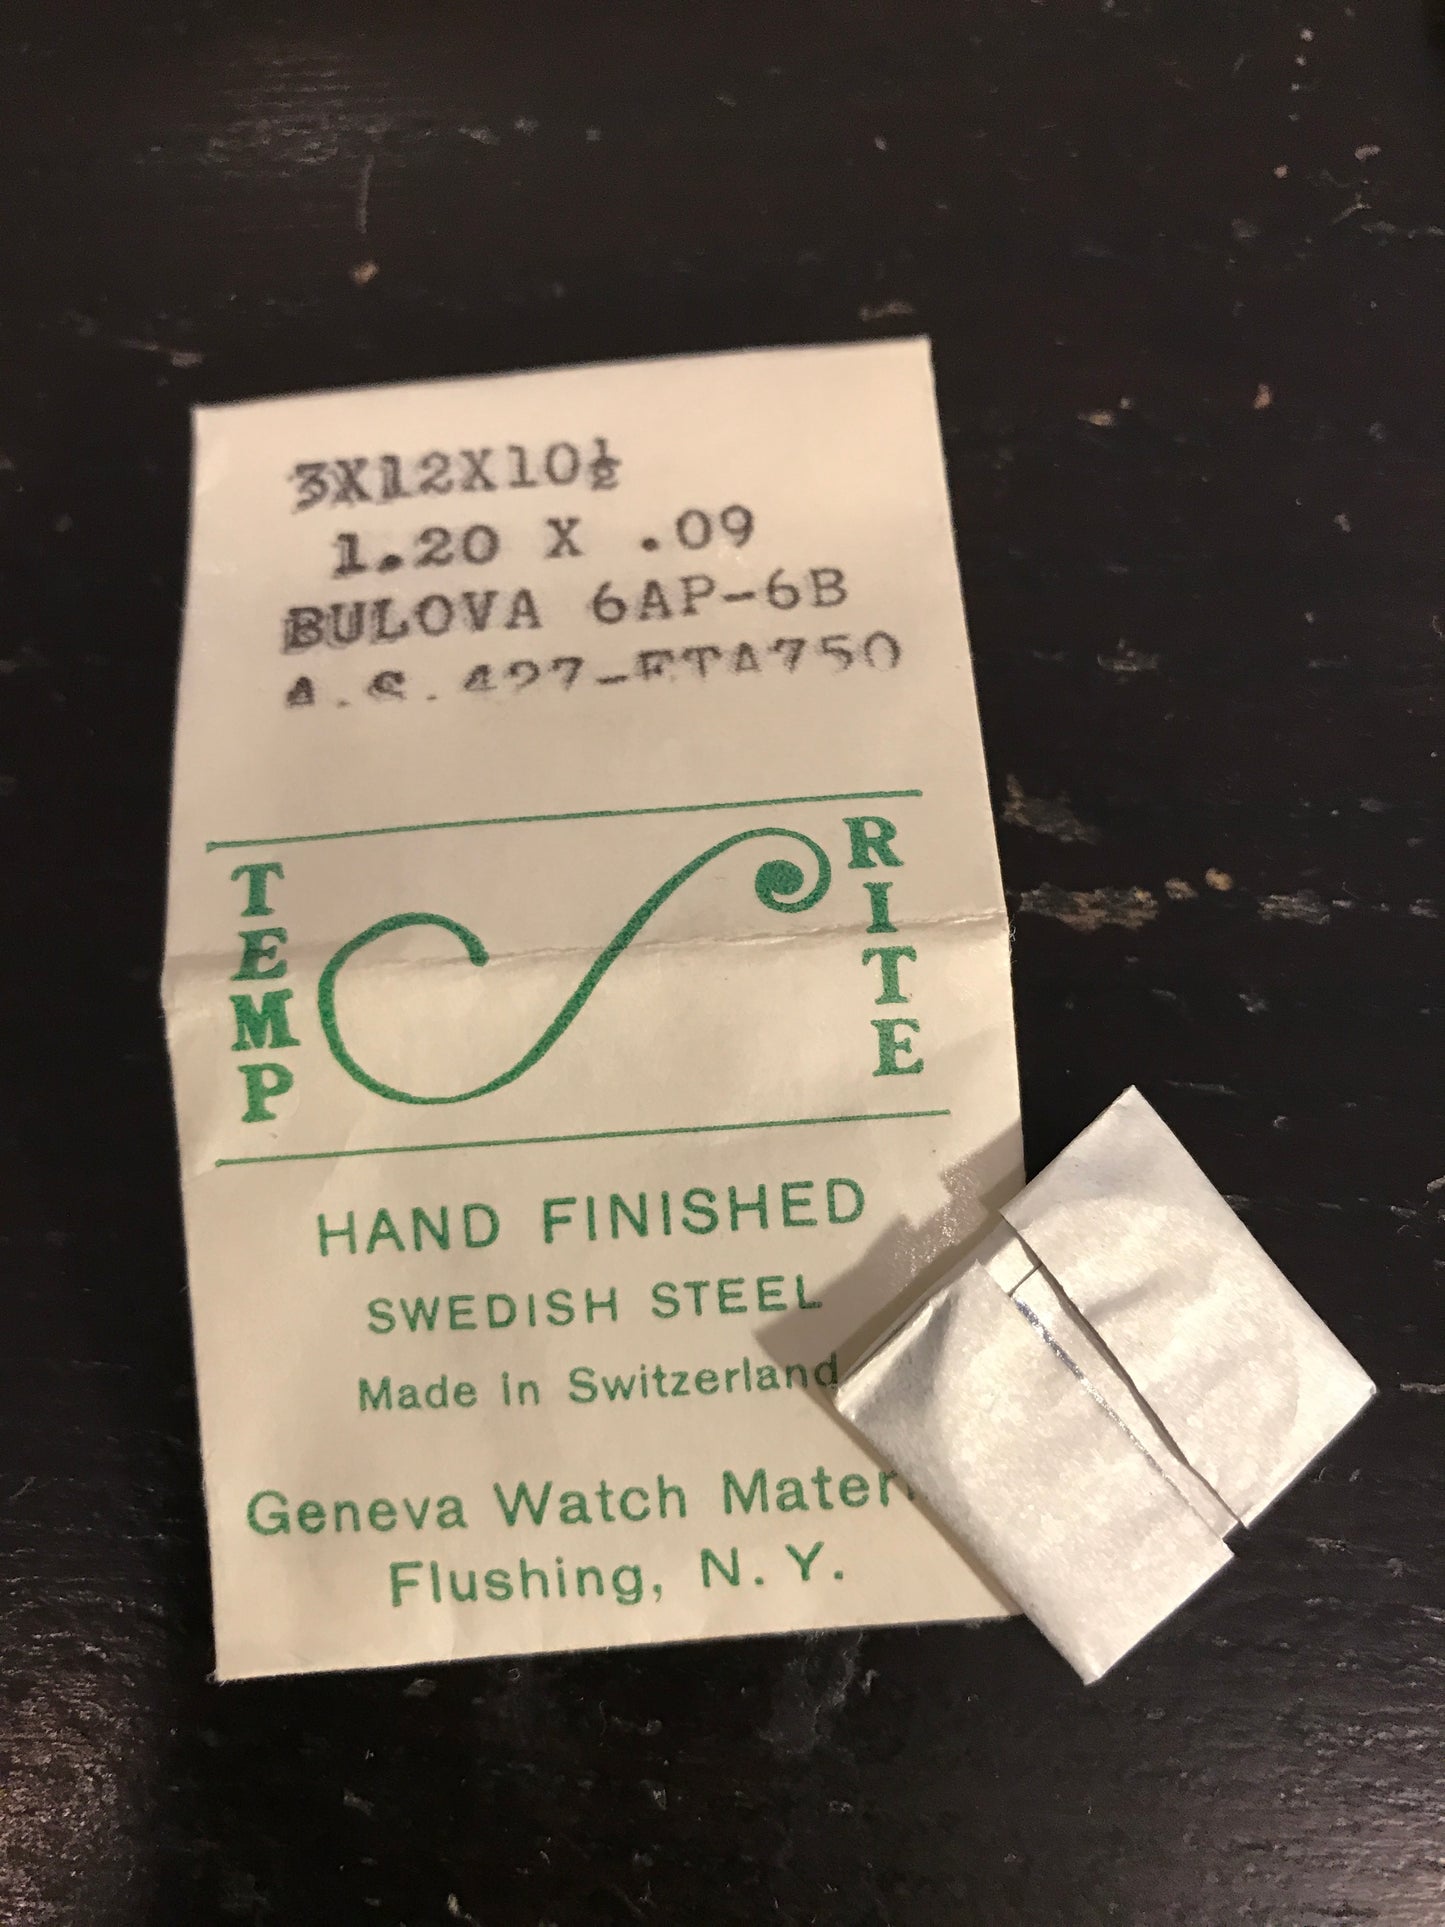 3X12X10½
1.20 X .09
BULOVA 6AP-6B
A.S.427-ETA750
TEMP
RITE
HAND FINISHED
SWEDISH STEEL
Made in Switzerland
Geneva Watch Mater
Flushing, N. Y.